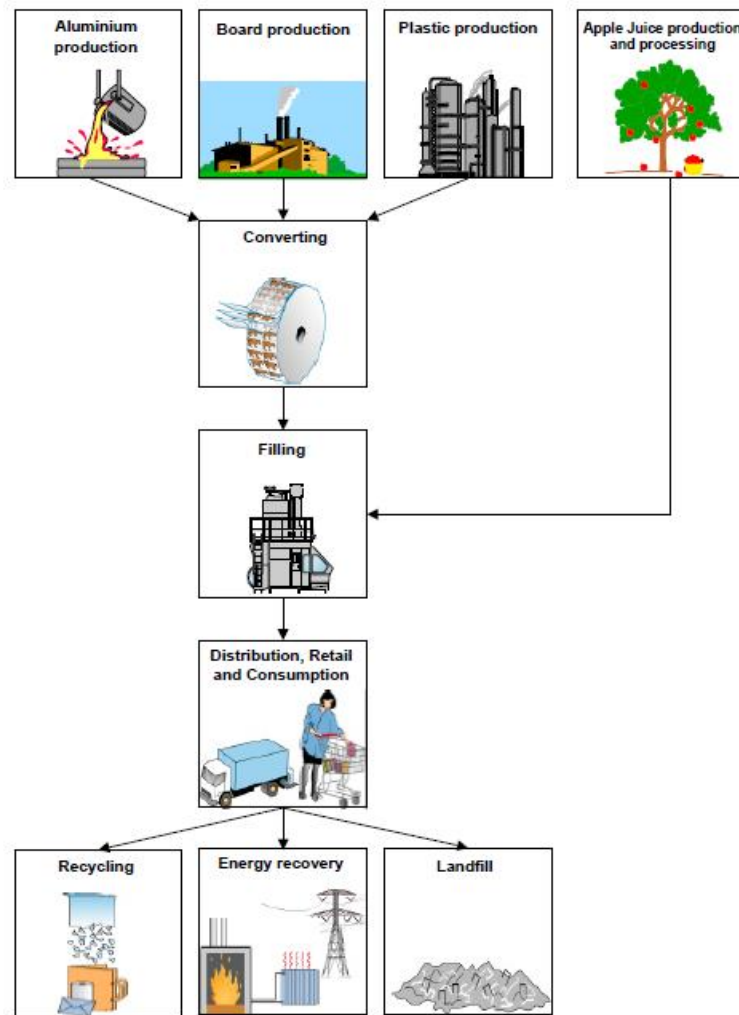 Aluminium
production
Board production
Plastic production
Apple Juice production
and processing
Converting
Filling
Distribution, Retail
and Consumption
Recycling
Energy recovery
Landfill